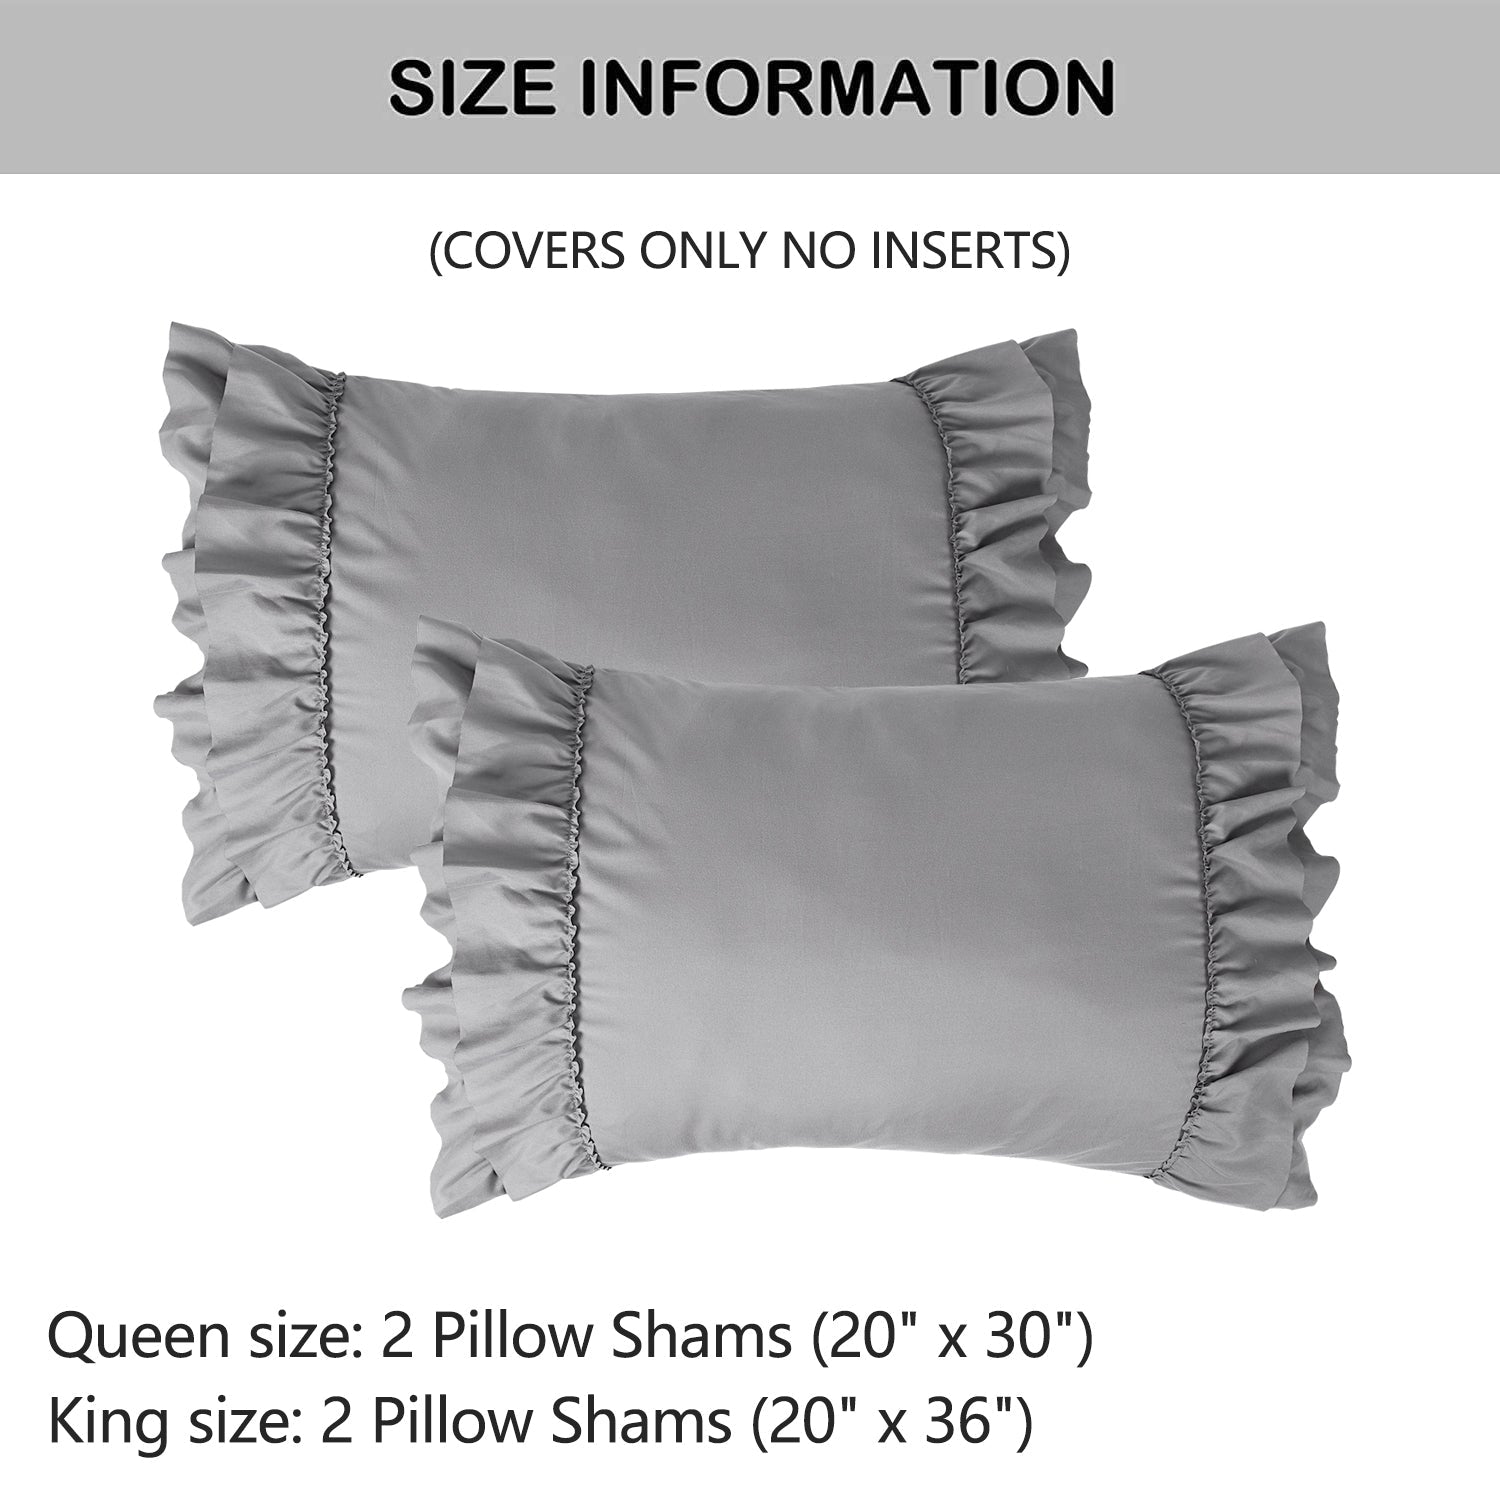 SIZE INFORMATION
(COVERS ONLY NO INSERTS)
Queen size: 2 Pillow Shams (20" x 30")
King size: 2 Pillow Shams (20" x 36")